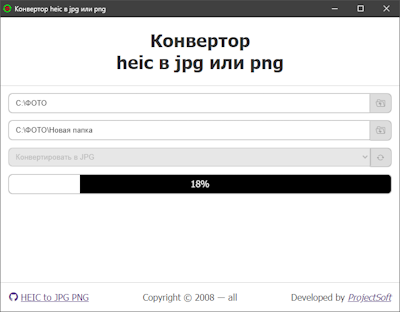 Конвертор heic в jpg или png
Конвертор
heic в jpg или png
C:\ФОТО
C:\ФОТО\Новая папка
Конвертировать в JPG
18%
HEIC to JPG PNG
Copyright © 2008 — all
Developed by ProjectSoft